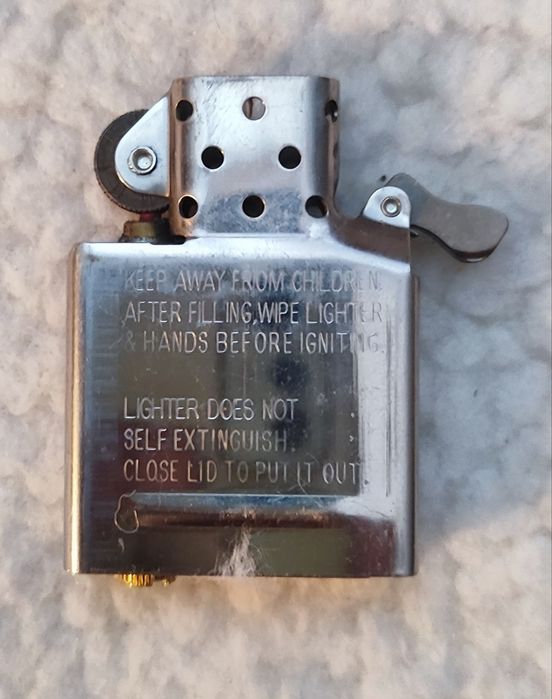 KEEP AWAY FRIOM CHILDREN.
AFTER FILLING,WIPE LIGHTER
& HANDS BEFORE IGNITING.
LIGHTER DOES NOT
SELF EXTINGUISH.
CLOSE LID TO PUT IT OUT